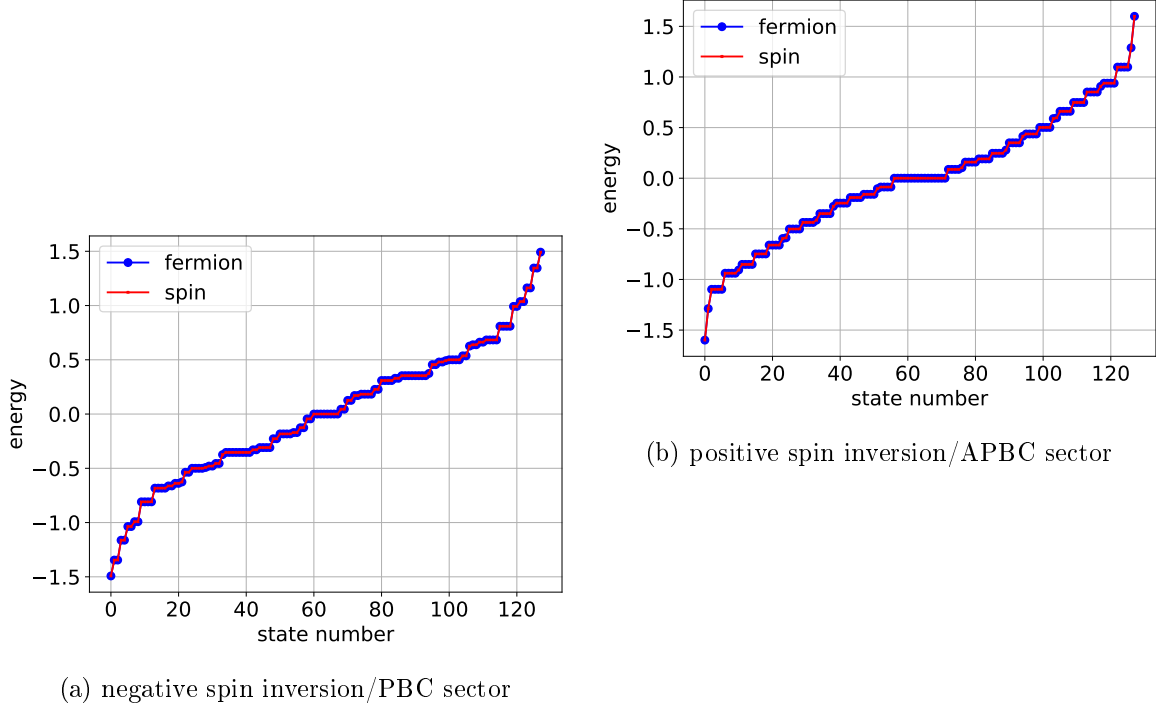 fermion
spin
1.5
1.0
0.5
0.0
−0.5
−1.0
−1.5
energy
0 20 40 60 80 100 120
state number
(a) negative spin inversion/PBC sector
fermion
spin
1.5
1.0
0.5
0.0
−0.5
−1.0
−1.5
energy
0 20 40 60 80 100 120
state number
(b) positive spin inversion/APBC sector